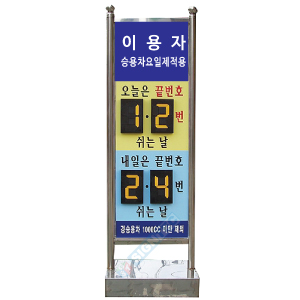 이용자
승용차요일제적용
오늘은 끝번호
1·2 번
쉬는 날
내일은 끝번호
2·4 번
쉬는 날
경승용차 1000CC 미만 제외